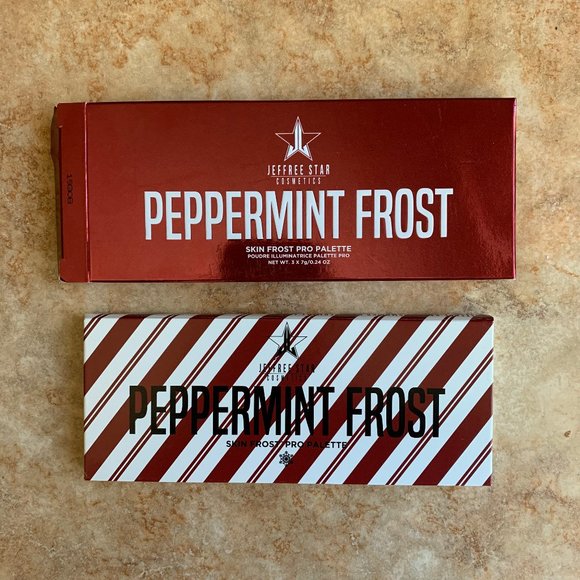 JEFFREE STAR
COSMETICS
PEPPERMINT FROST
SKIN FROST PRO PALETTE
POUDRE ILLUMINATRICE PALETTE PRO
NET WT. 3 X 7g/0.24 OZ
JEFFREE STAR
COSMETICS
PEPPERMINT FROST
SKIN FROST PRO PALETTE